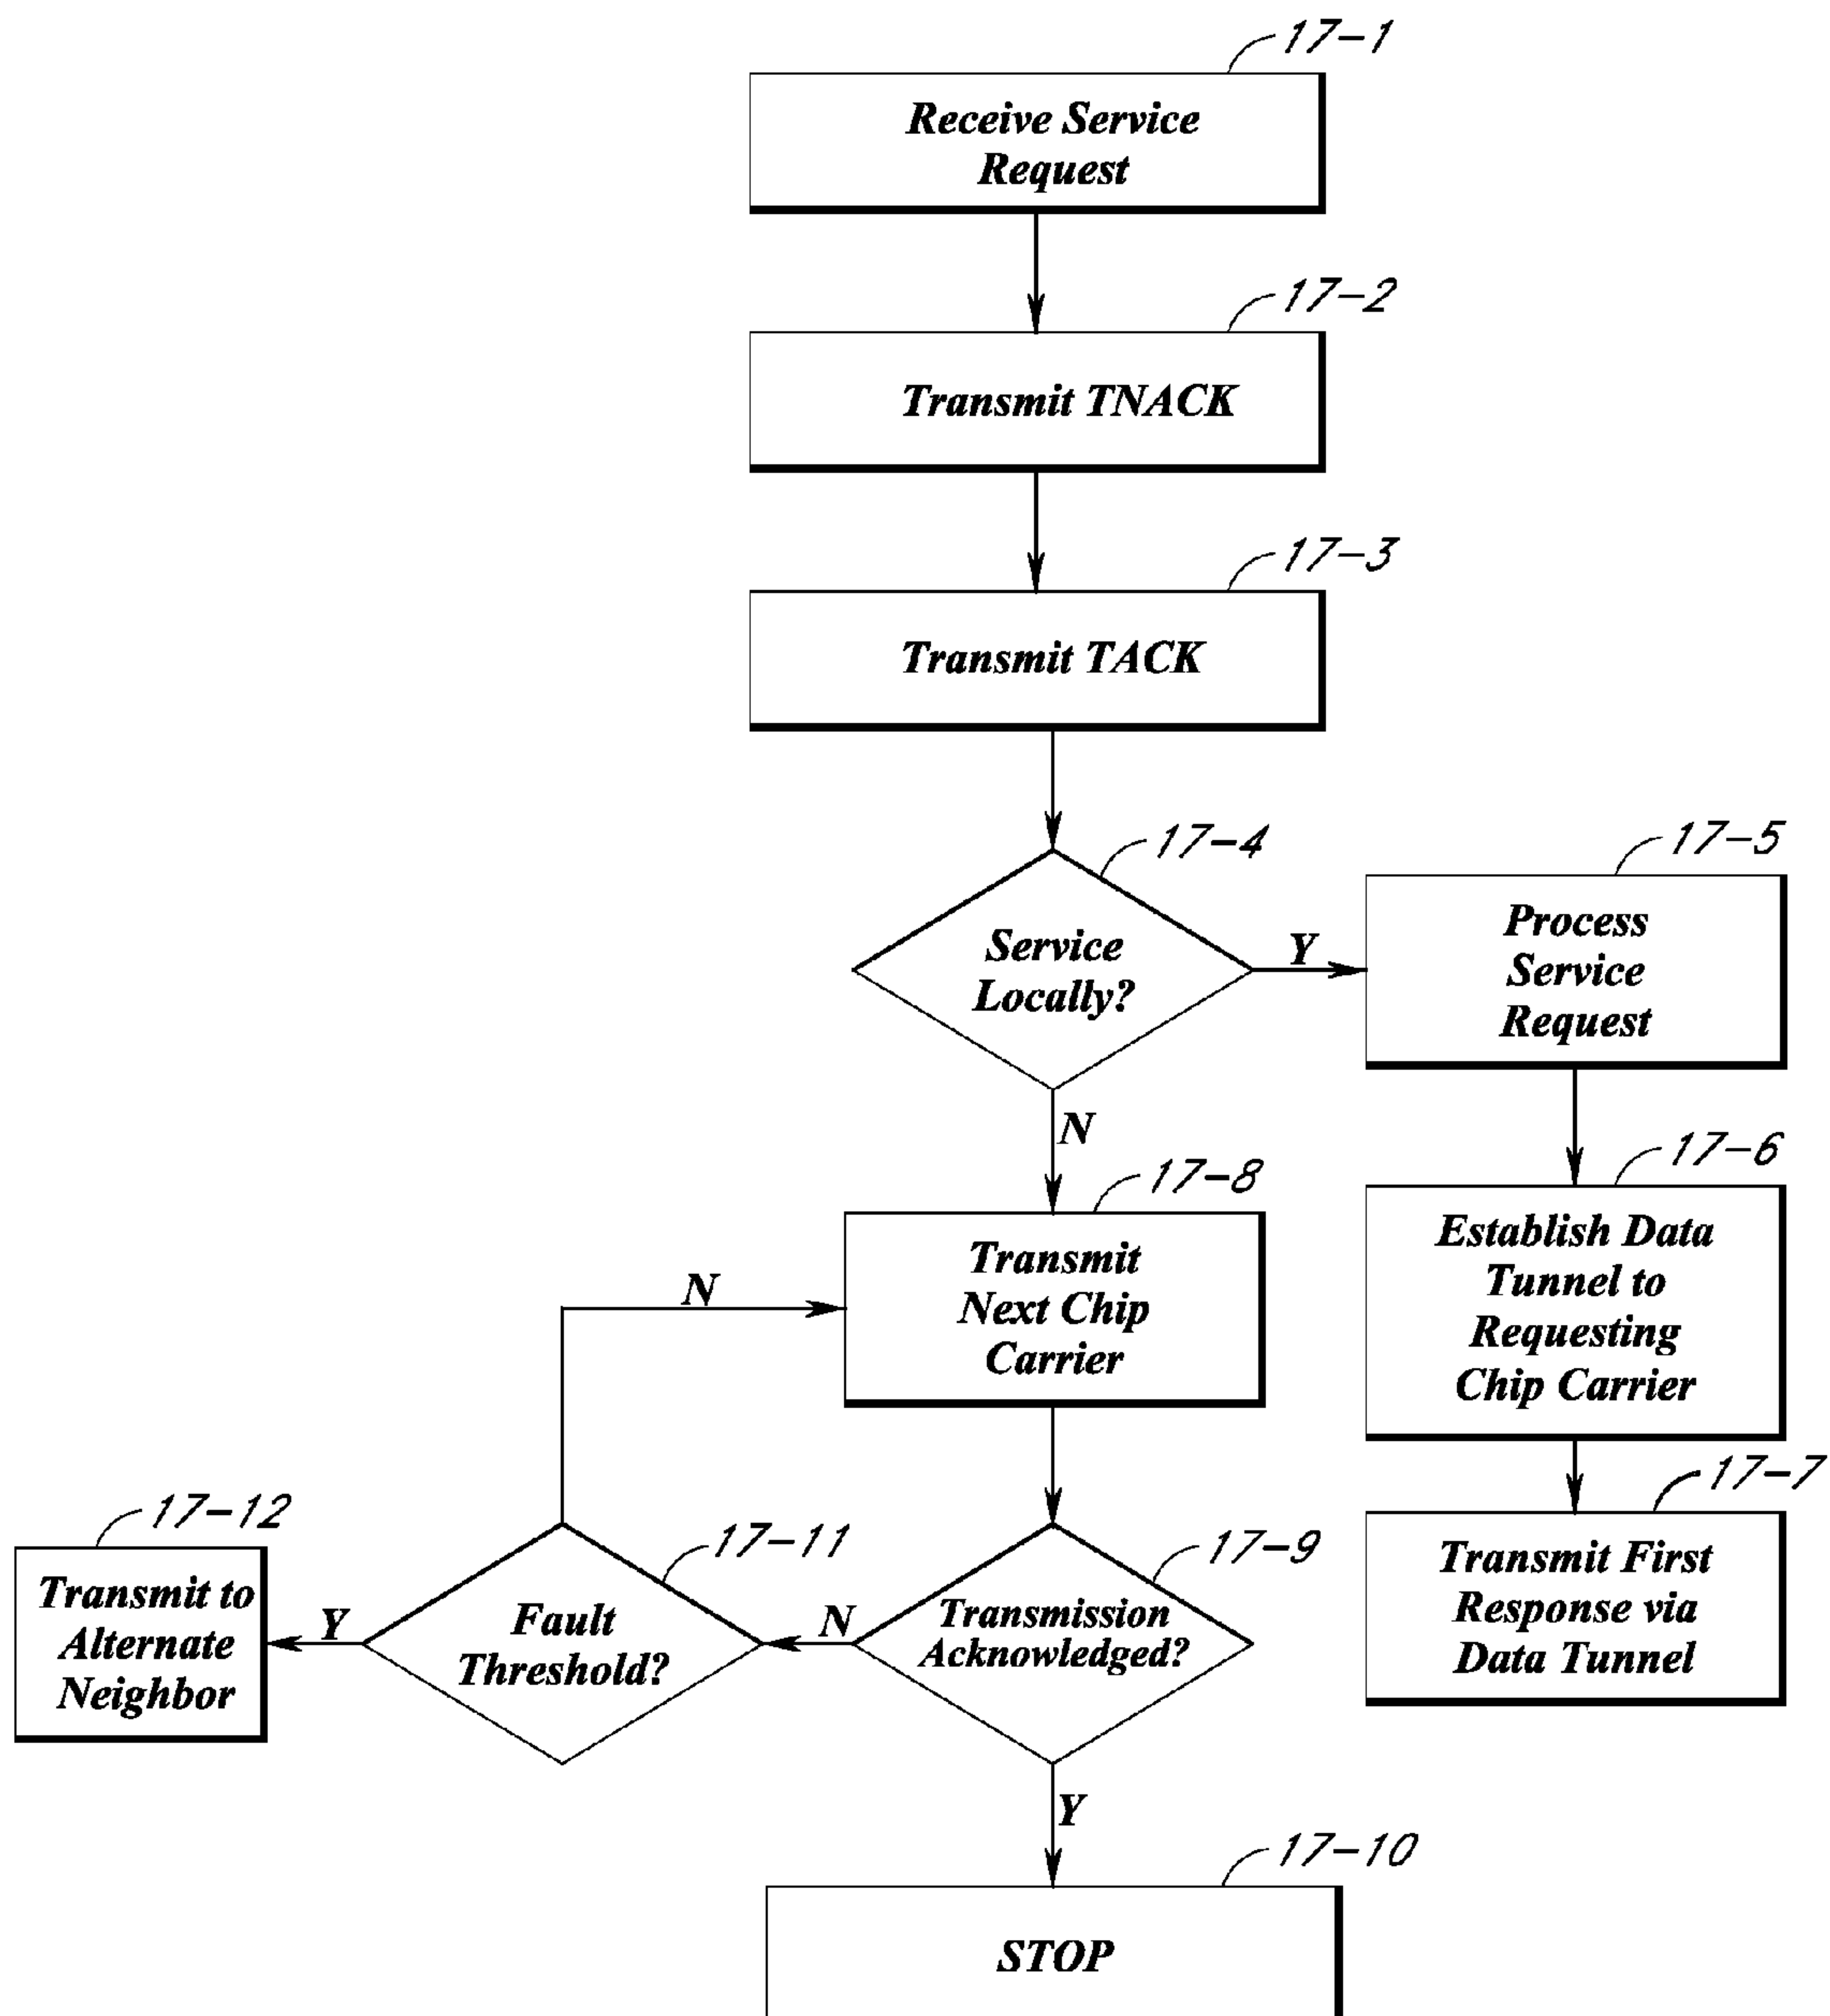 17-1
Receive Service
Request
17-2
Transmit TNACK
17-3
Transmit TACK
17-4
Service
Locally?
Y
N
17-5
Process
Service
Request
17-6
Establish Data
Tunnel to
Requesting
Chip Carrier
17-7
Transmit First
Response via
Data Tunnel
17-8
Transmit
Next Chip
Carrier
N
17-9
Transmission
Acknowledged?
N
Y
17-11
Fault
Threshold?
Y
17-12
Transmit to
Alternate
Neighbor
17-10
STOP